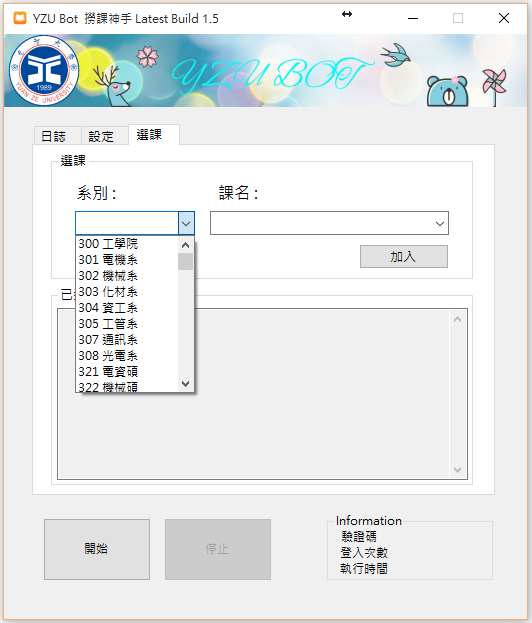 YZU Bot 撈課神手 Latest Build 1.5
元智大學
YUAN ZE UNIVERSITY
1989
YZU BOT
日誌
設定
選課
選課
系別 :
課名 :
300 工學院
301 電機系
302 機械系
303 化材系
304 資工系
305 工管系
307 通訊系
308 光電系
321 電資碩
322 機械碩
加入
已
開始
停止
Information
驗證碼
登入次數
執行時間